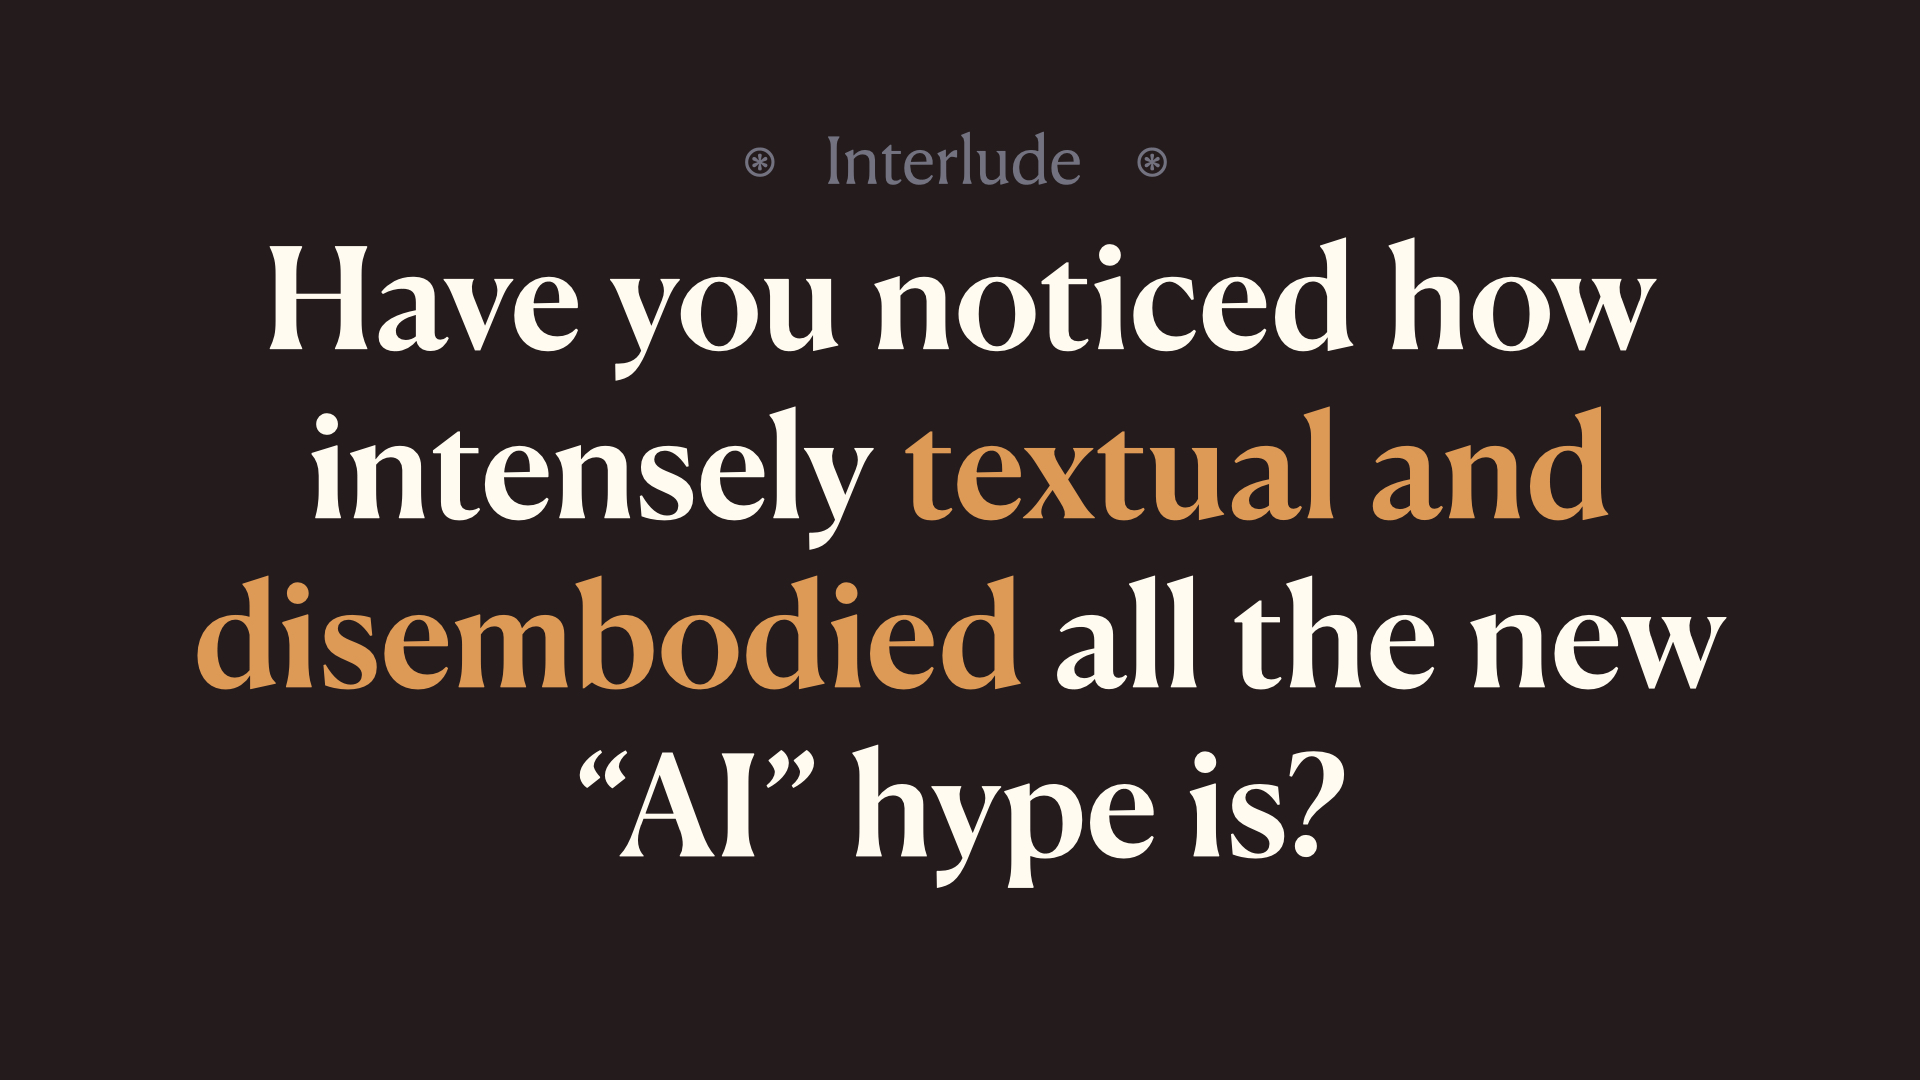 ⊛ Interlude ⊛
Have you noticed how
intensely textual and
disembodied all the new
“AI” hype is?